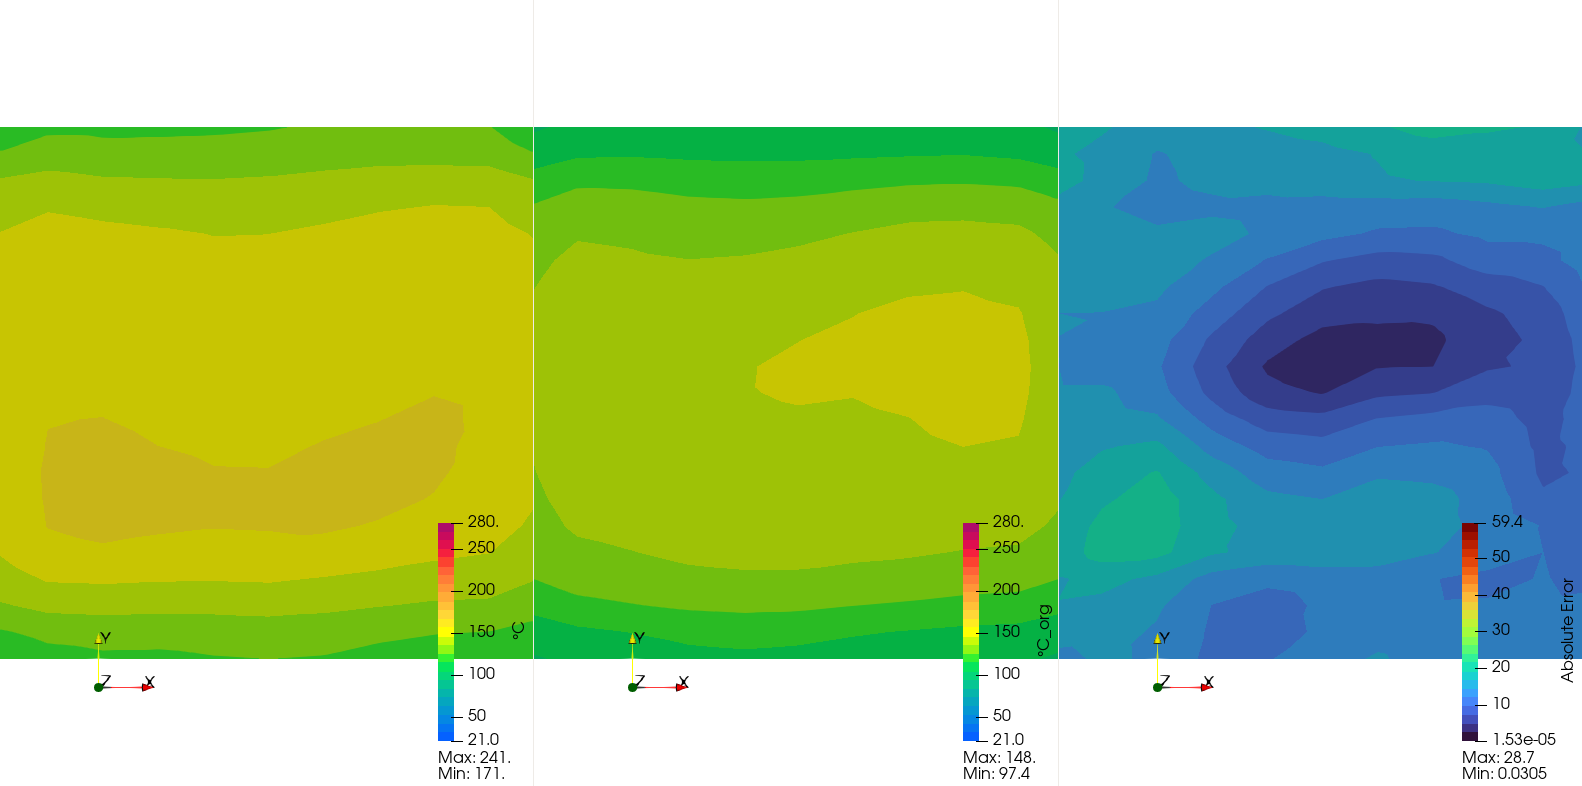 280.
250
200
150
100
50
21.0
°C
Max: 241.
Min: 171.
Y
Z
X
280.
250
200
150
100
50
21.0
°C_org
Max: 148.
Min: 97.4
Y
Z
X
59.4
50
40
30
20
10
1.53e-05
Absolute Error
Max: 28.7
Min: 0.0305
Y
Z
X